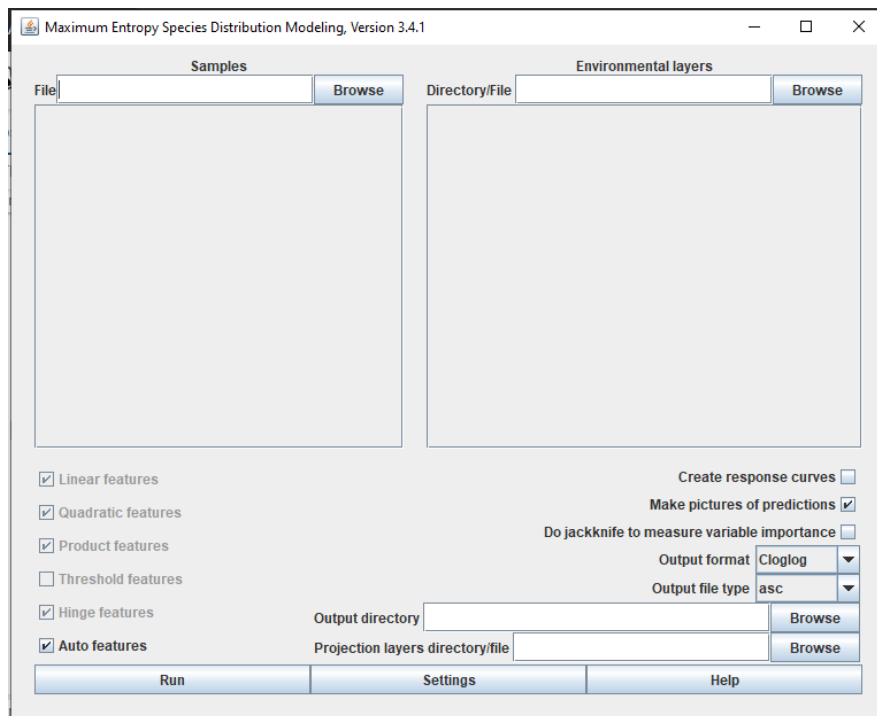 Maximum Entropy Species Distribution Modeling, Version 3.4.1
Samples
File
Browse
Environmental layers
Directory/File
Browse
Linear features
Quadratic features
Product features
Threshold features
Hinge features
Auto features
Create response curves
Make pictures of predictions
Do jackknife to measure variable importance
Output format Cloglog
Output file type asc
Output directory Browse
Projection layers directory/file Browse
Run Settings Help